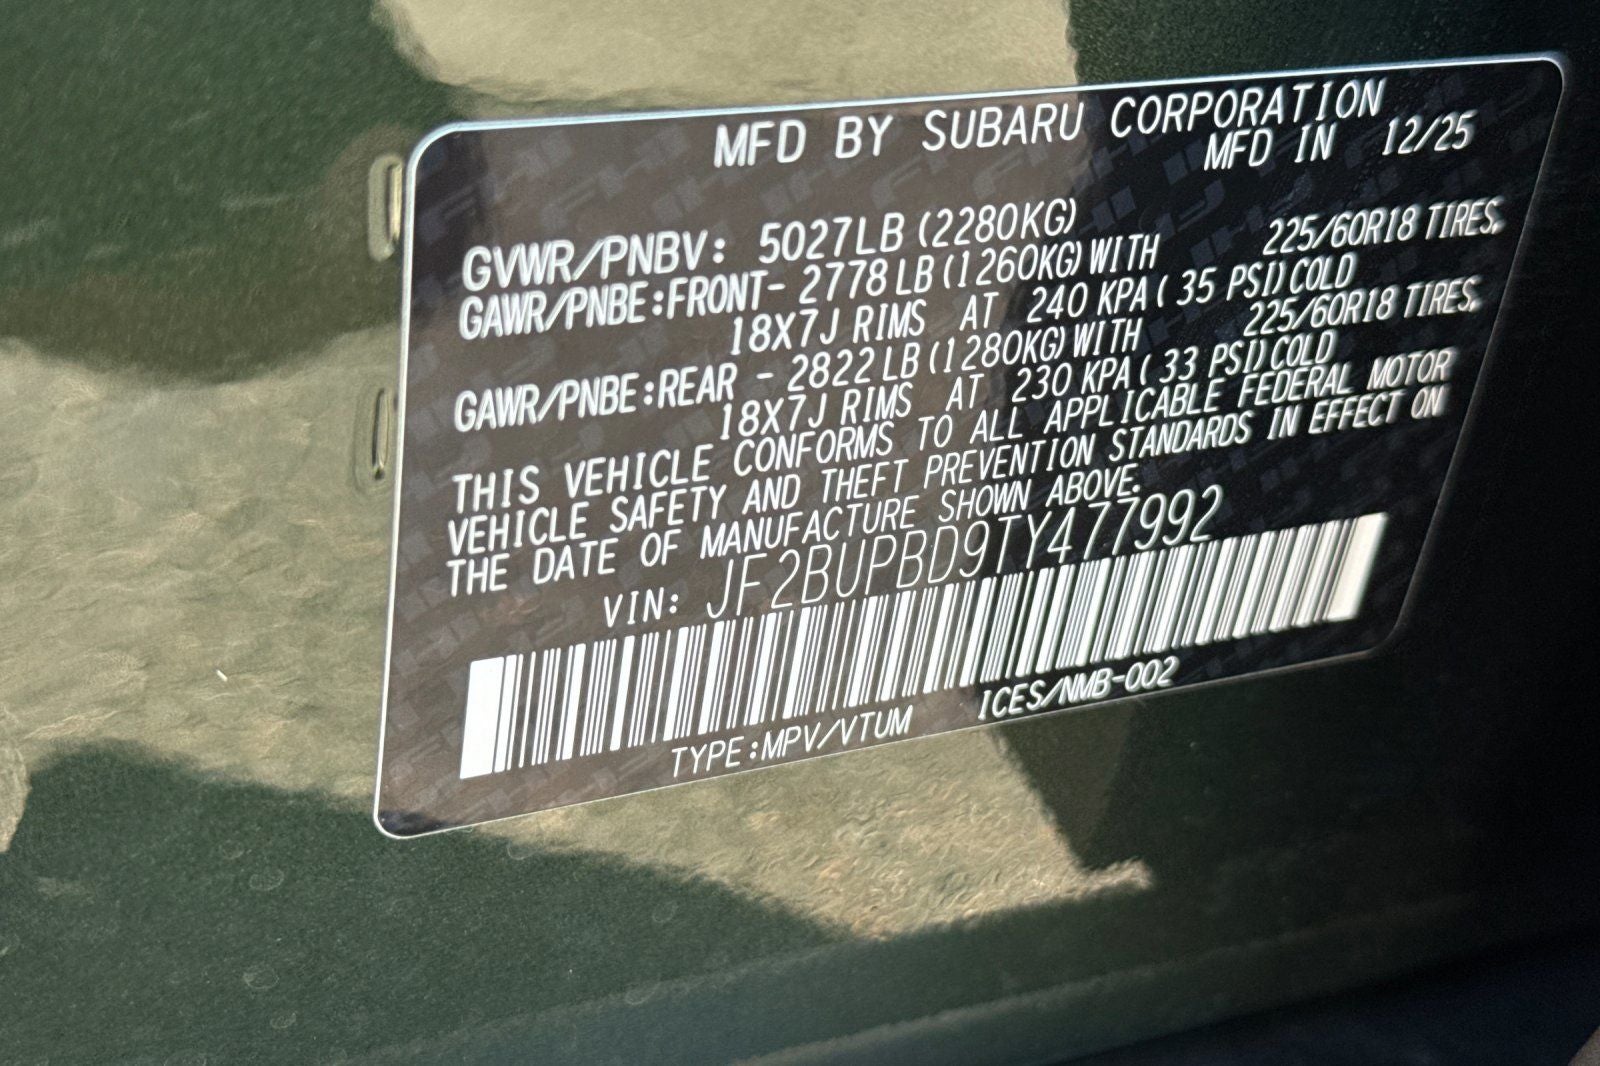 MFD BY SUBARU CORPORATION
MFD IN 12/25
GVWR/PNBV: 5027LB (2280KG)
GAWR/PNBE:FRONT- 2778 LB (1260KG) WITH 225/60R18 TIRES.
18X7J RIMS AT 240 KPA ( 35 PSI) COLD
GAWR/PNBE:REAR - 2822 LB (1280KG) WITH 225/60R18 TIRES.
18X7J RIMS AT 230 KPA ( 33 PSI) COLD
THIS VEHICLE CONFORMS TO ALL APPLICABLE FEDERAL MOTOR
VEHICLE SAFETY AND THEFT PREVENTION STANDARDS IN EFFECT ON
THE DATE OF MANUFACTURE SHOWN ABOVE.
VIN: JF2BUPBD9TY477992
TYPE:MPV/VTUM ICES/NMB-002